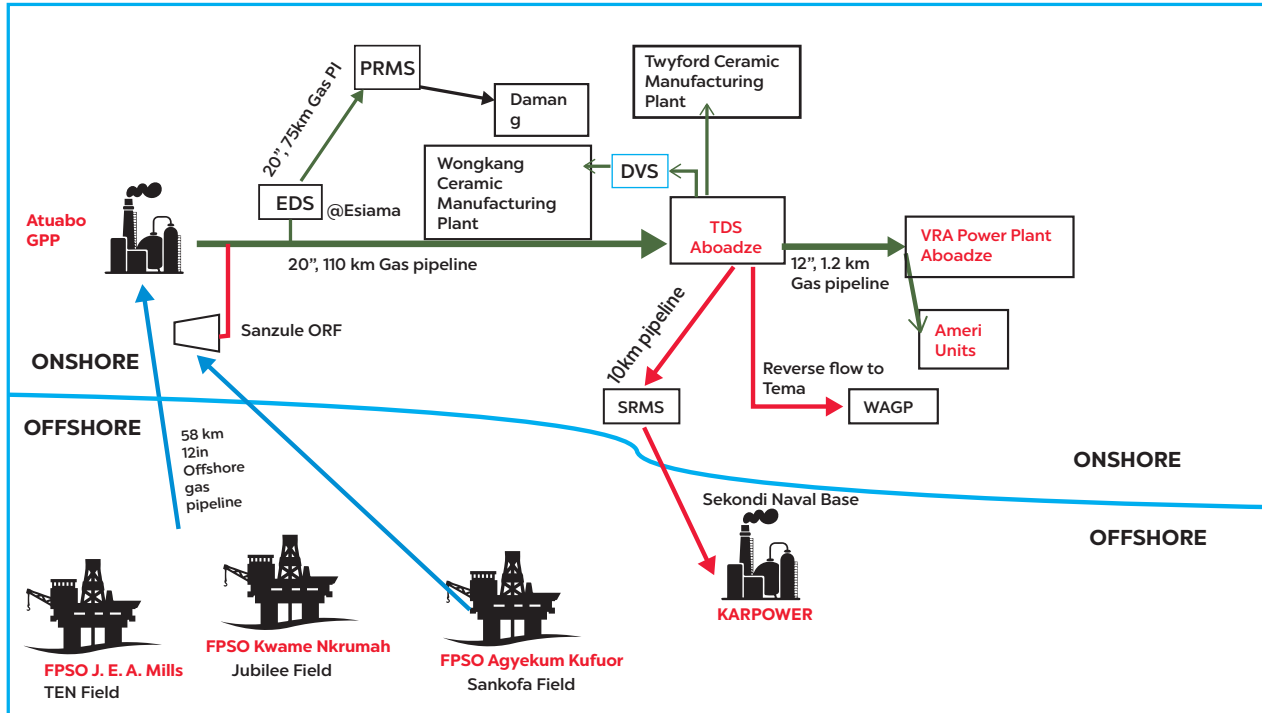 PRMS
20”, 75km Gas Pl
Daman
g
Twyford Ceramic
Manufacturing
Plant
Wongkang
Ceramic
Manufacturing
Plant
DVS
EDS
@Esiama
Atuabo
GPP
TDS
Aboadze
VRA Power Plant
Aboadze
20”, 110 km Gas pipeline
12”, 1.2 km
Gas pipeline
Sanzule ORF
Ameri
Units
ONSHORE
10km pipeline
Reverse flow to
Tema
SRMS
WAGP
OFFSHORE
58 km
12in
Offshore
gas
pipeline
ONSHORE
Sekondi Naval Base
OFFSHORE
KARPOWER
FPSO J. E. A. Mills
TEN Field
FPSO Kwame Nkrumah
Jubilee Field
FPSO Agyekum Kufuor
Sankofa Field